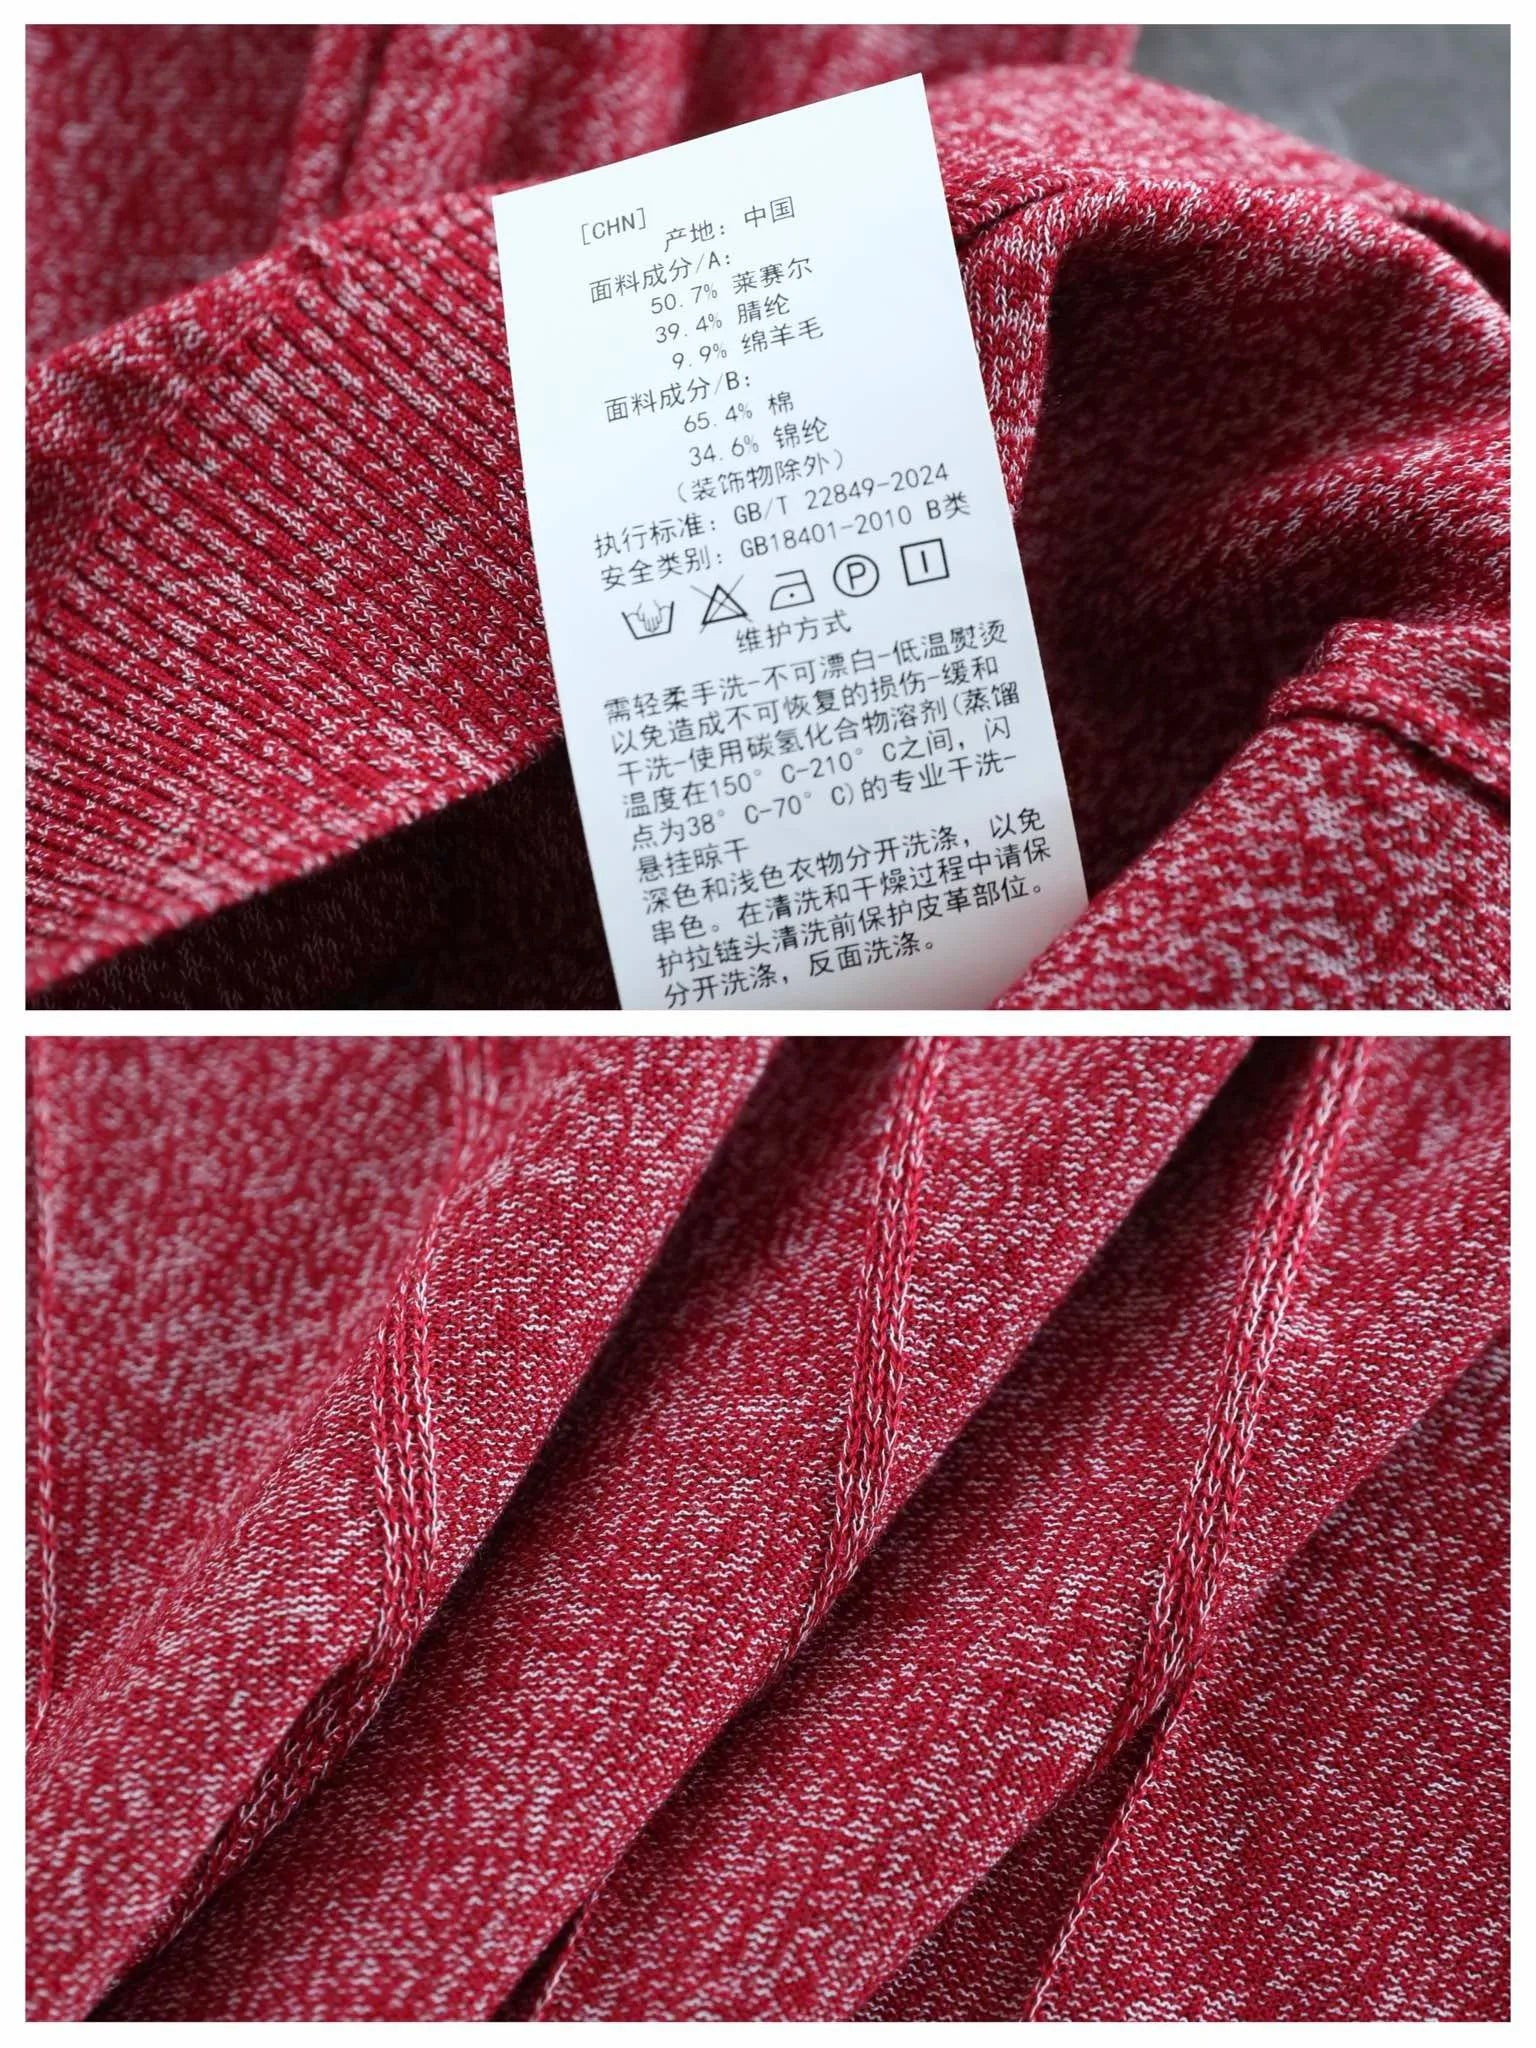 [CHN]
产地: 中国
面料成分/A:
50.7% 莱赛尔
39.4% 腈纶
9.9% 绵羊毛
面料成分/B:
65.4% 棉
34.6% 锦纶
(装饰物除外)
执行标准: GB/T 22849-2024
安全类别: GB18401-2010 B类
P
维护方式
需轻柔手洗-不可漂白-低温熨烫
以免造成不可恢复的损伤-缓和
干洗-使用碳氢化合物溶剂(蒸馏
温度在150° C-210° C之间, 闪
点为38° C-70° C)的专业干洗-
悬挂晾干
深色和浅色衣物分开洗涤, 以免
串色。在清洗和干燥过程中请保
护拉链头清洗前保护皮革部位。
分开洗涤, 反面洗涤。